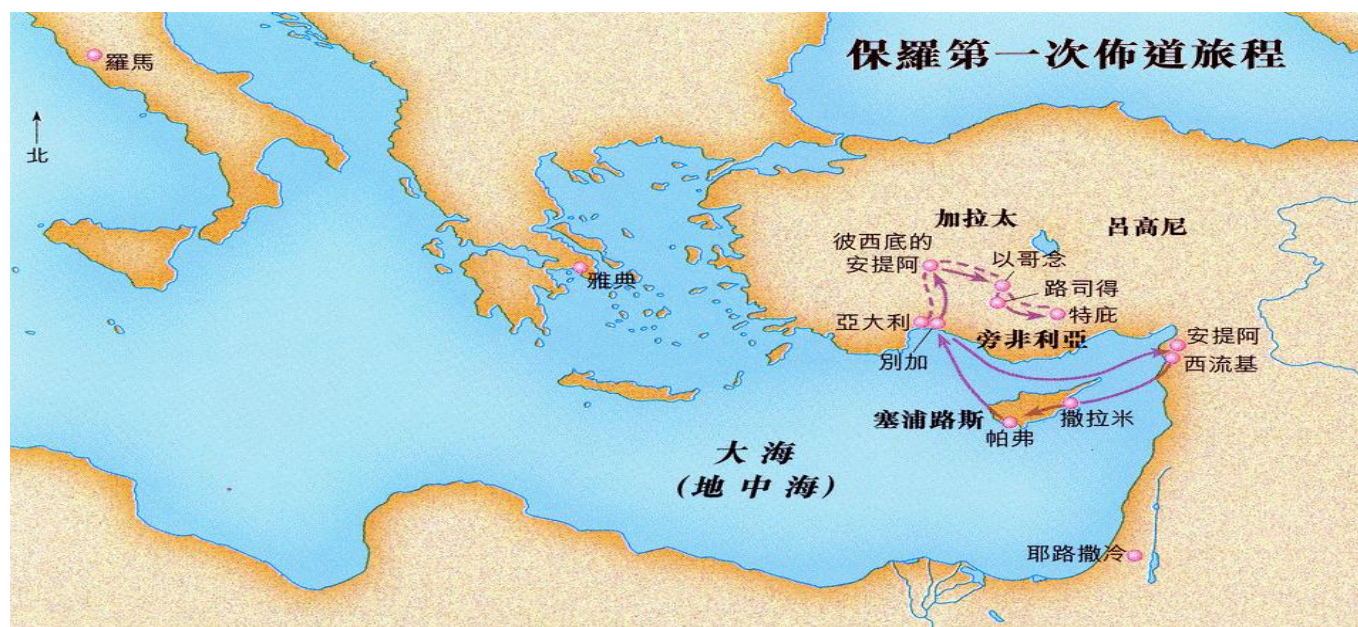 保羅第一次佈道旅程
羅馬
北
加拉太
呂高尼
彼西底的
安提阿
以哥念
路司得
特庇
雅典
亞大利
別加
旁非利亞
安提阿
西流基
塞浦路斯
撒拉米
帕弗
大海
(地中海)
耶路撒冷